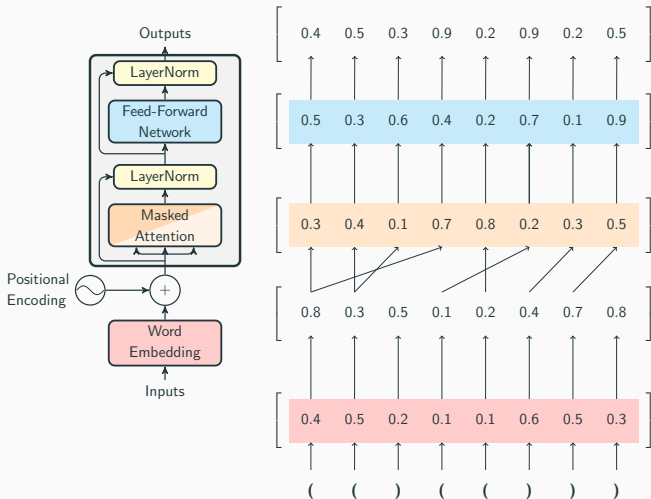 Outputs
LayerNorm
Feed-Forward
Network
LayerNorm
Masked
Attention
Positional
Encoding
+
Word
Embedding
Inputs
0.4 0.5 0.3 0.9 0.2 0.9 0.2 0.5
0.5 0.3 0.6 0.4 0.2 0.7 0.1 0.9
0.3 0.4 0.1 0.7 0.8 0.2 0.3 0.5
0.8 0.3 0.5 0.1 0.2 0.4 0.7 0.8
0.4 0.5 0.2 0.1 0.1 0.6 0.5 0.3
( ( ) ( ( ) ) )